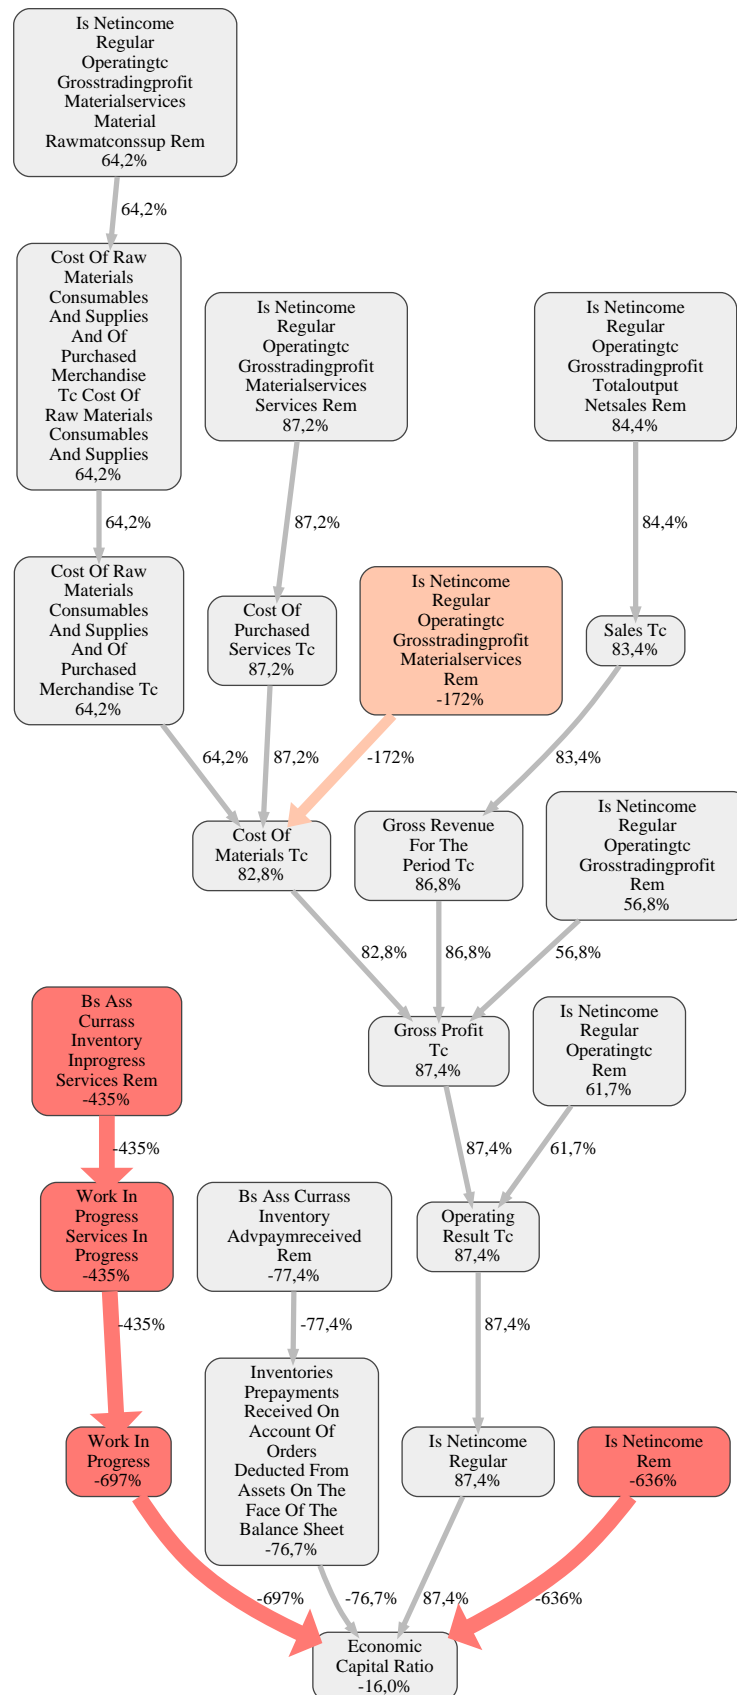 Is Netincome
Regular
Operatingtc
Grosstradingprofit
Materialservices
Material
Rawmatconssup Rem
64,2%
64,2%
Cost Of Raw
Materials
Consumables
And Supplies
And Of
Purchased
Merchandise
Tc Cost Of
Raw Materials
Consumables
And Supplies
64,2%
Is Netincome
Regular
Operatingtc
Grosstradingprofit
Materialservices
Services Rem
87,2%
Is Netincome
Regular
Operatingtc
Grosstradingprofit
Totaloutput
Netsales Rem
84,4%
64,2%
87,2%
84,4%
Cost Of Raw
Materials
Consumables
And Supplies
And Of
Purchased
Merchandise Tc
64,2%
Cost Of
Purchased
Services Tc
87,2%
Is Netincome
Regular
Operatingtc
Grosstradingprofit
Materialservices
Rem
-172%
Sales Tc
83,4%
64,2%
87,2%
-172%
83,4%
Cost Of
Materials Tc
82,8%
Gross Revenue
For The
Period Tc
86,8%
Is Netincome
Regular
Operatingtc
Grosstradingprofit
Rem
56,8%
82,8%
86,8%
56,8%
Bs Ass
Currass
Inventory
Inprogress
Services Rem
-435%
Gross Profit
Tc
87,4%
Is Netincome
Regular
Operatingtc
Rem
61,7%
-435%
87,4%
61,7%
Work In
Progress
Services In
Progress
-435%
Bs Ass Currass
Inventory
Advpaymreceived
Rem
-77,4%
Operating
Result Tc
87,4%
-435%
-77,4%
87,4%
Work In
Progress
-697%
Inventories
Prepayments
Received On
Account Of
Orders
Deducted From
Assets On The
Face Of The
Balance Sheet
-76,7%
Is Netincome
Regular
87,4%
Is Netincome
Rem
-636%
-697%
-76,7%
87,4%
-636%
Economic
Capital Ratio
-16,0%